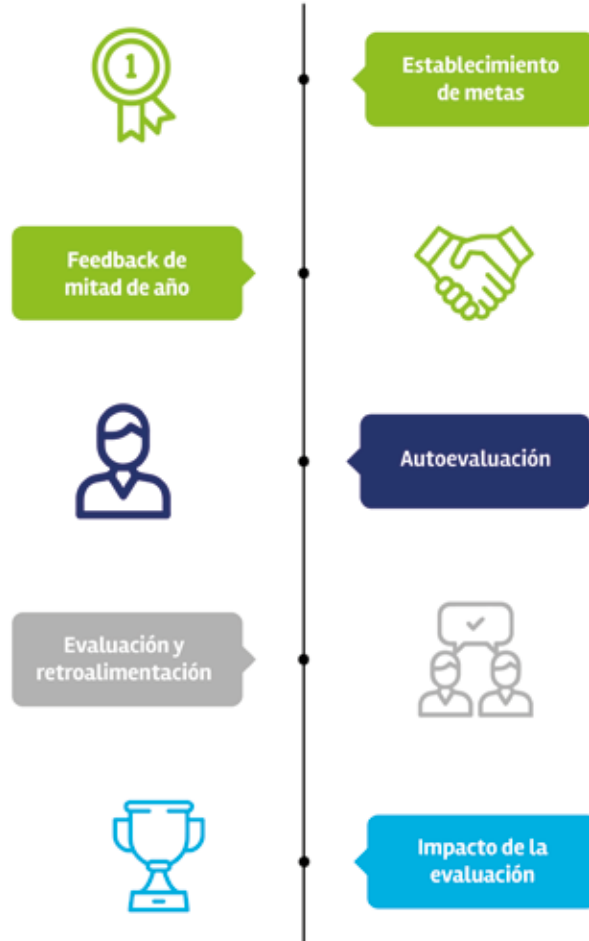 1
Establecimiento
de metas
Feedback de
mitad de año
Autoevaluación
Evaluación y
retroalimentación
Impacto de la
evaluación